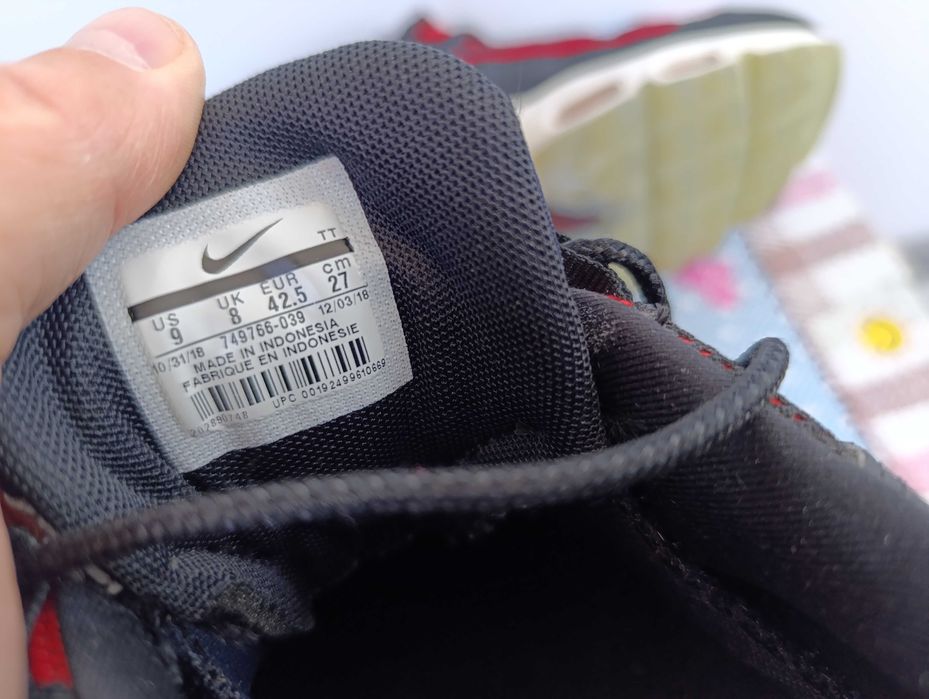 TT
US UK EUR cm
9 8 42.5 27
10/31/18 749766-039 12/03/18
MADE IN INDONESIA
FABRIQUE EN INDONESIE
202890748 UPC 00192499610669